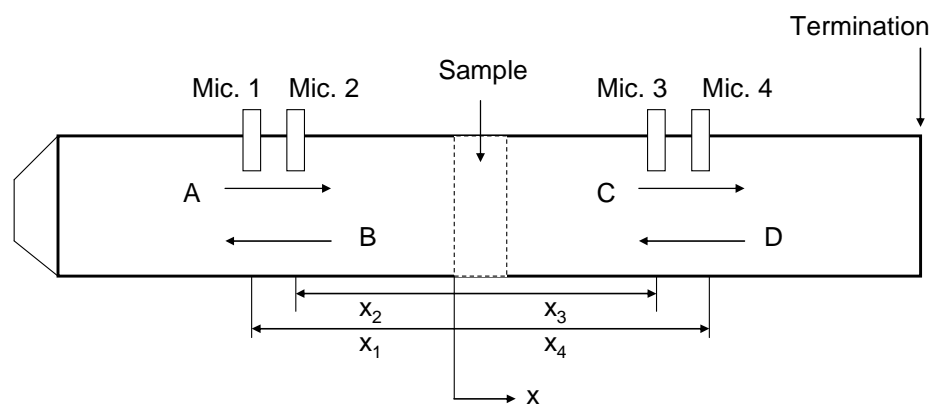 Termination
Sample
Mic. 1 Mic. 2
Mic. 3 Mic. 4
A
C
B
D
x2 x3
x1 x4
x